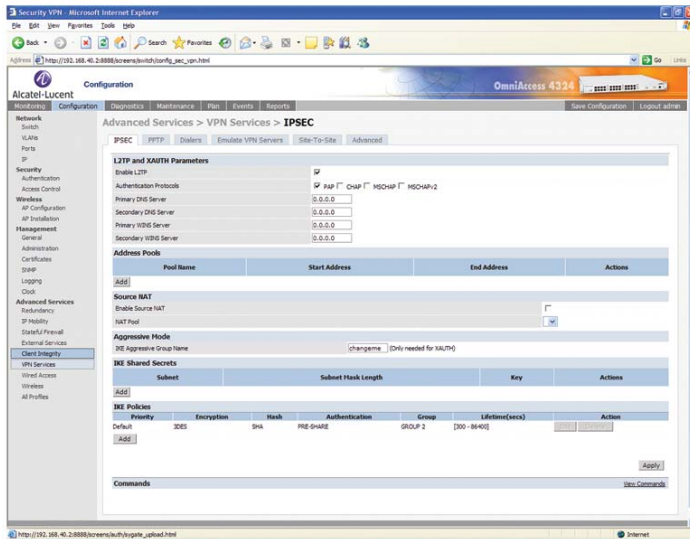 Security VPN - Microsoft Internet Explorer
File Edit View Favorites Tools Help
Back Search Favorites
Address http://192.168.40.2:8888/screens/switch/config_sec_vpn.html Go Links
Alcatel-Lucent Configuration OmniAccess 4324
Monitoring Configuration Diagnostics Maintenance Plan Events Reports Save Configuration Logout admin
Network
Switch
VLANs
Ports
IP
Security
Authentication
Access Control
Wireless
AP Configuration
AP Installation
Management
General
Administration
Certificates
SNMP
Logging
Clock
Advanced Services
Redundancy
IP Mobility
Stateful Firewall
External Services
Client Integrity
VPN Services
Wired Access
Wireless
All Profiles
Advanced Services > VPN Services > IPSEC
IPSEC PPTP Dialers Emulate VPN Servers Site-To-Site Advanced
L2TP and XAUTH Parameters
Enable L2TP
Authentication Protocols PAP CHAP MSCHAP MSCHAPv2
Primary DNS Server 0.0.0.0
Secondary DNS Server 0.0.0.0
Primary WINS Server 0.0.0.0
Secondary WINS Server 0.0.0.0
Address Pools
Pool Name Start Address End Address Actions
Add
Source NAT
Enable Source NAT
NAT Pool
Aggressive Mode
IKE Aggressive Group Name changeme (Only needed for XAUTH)
IKE Shared Secrets
Subnet Subnet Mask Length Key Actions
Add
IKE Policies
Priority Encryption Hash Authentication Group Lifetime(secs) Action
Default 3DES SHA PRE-SHARE GROUP 2 [300 - 86400]
Add
Apply
Commands View Commands
http://192.168.40.2:8888/screens/auth/sygate_upload.html Internet